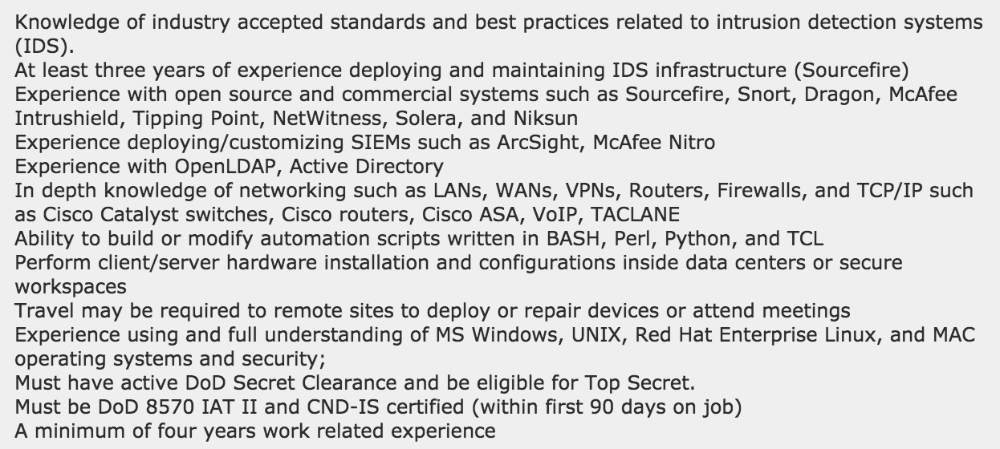 Knowledge of industry accepted standards and best practices related to intrusion detection systems
(IDS).
At least three years of experience deploying and maintaining IDS infrastructure (Sourcefire)
Experience with open source and commercial systems such as Sourcefire, Snort, Dragon, McAfee
Intrushield, Tipping Point, NetWitness, Solera, and Niksun
Experience deploying/customizing SIEMs such as ArcSight, McAfee Nitro
Experience with OpenLDAP, Active Directory
In depth knowledge of networking such as LANs, WANs, VPNs, Routers, Firewalls, and TCP/IP such
as Cisco Catalyst switches, Cisco routers, Cisco ASA, VoIP, TACLANE
Ability to build or modify automation scripts written in BASH, Perl, Python, and TCL
Perform client/server hardware installation and configurations inside data centers or secure
workspaces
Travel may be required to remote sites to deploy or repair devices or attend meetings
Experience using and full understanding of MS Windows, UNIX, Red Hat Enterprise Linux, and MAC
operating systems and security;
Must have active DoD Secret Clearance and be eligible for Top Secret.
Must be DoD 8570 IAT II and CND-IS certified (within first 90 days on job)
A minimum of four years work related experience